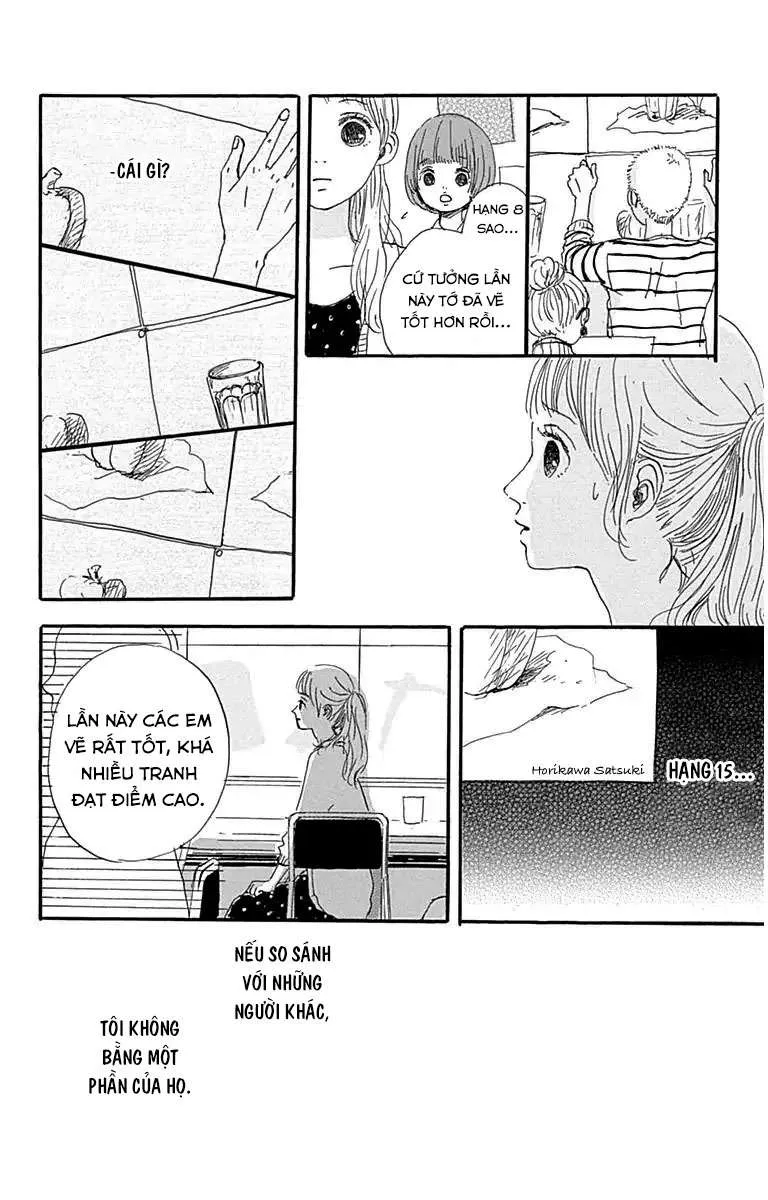 HẠNG 8
SAO...
CỨ TƯỞNG LẦN
NÀY TỚ ĐÃ VẼ
TỐT HƠN RỒI...
-CÁI GÌ?
Horikawa Satsuki
HẠNG 15...
LẦN NÀY CÁC EM
VẼ RẤT TỐT, KHÁ
NHIỀU TRANH
ĐẠT ĐIỂM CAO.
NẾU SO SÁNH
VỚI NHỮNG
NGƯỜI KHÁC,
TÔI KHÔNG
BẰNG MỘT
PHẦN CỦA HỌ.